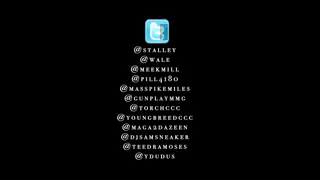 @STALLEY
@WALE
@MEEKMILL
@PILL4180
@MASSPIKEMILES
@GUNPLAYMMG
@TORCHCCC
@YOUNGBREEDCCC
@MAGA2DAZEEN
@DJSAMSNEAKER
@TEEDRAMOSES
@YDUDUS